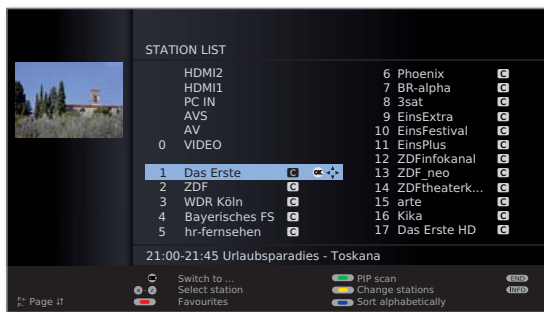 STATION LIST
HDMI2
HDMI1
PC IN
AVS
AV
0 VIDEO
1 Das Erste C OK
2 ZDF C
3 WDR Köln C
4 Bayerisches FS C
5 hr-fernsehen C
6 Phoenix C
7 BR-alpha C
8 3sat C
9 EinsExtra C
10 EinsFestival C
11 EinsPlus C
12 ZDFinfokanal C
13 ZDF_neo C
14 ZDFtheaterk... C
15 arte C
16 Kika C
17 Das Erste HD C
21:00-21:45 Urlaubsparadies - Toskana
OK Switch to ...
Select station
Favourites
P+ P- Page
PIP scan
Change stations
Sort alphabetically
END
INFO